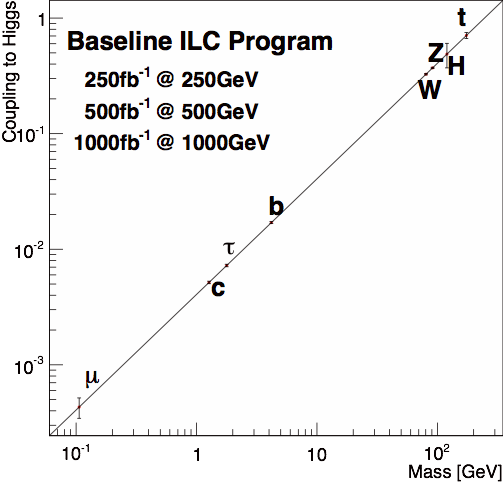 Coupling to Higgs
1
10⁻¹
10⁻²
10⁻³
Baseline ILC Program
250fb⁻¹ @ 250GeV
500fb⁻¹ @ 500GeV
1000fb⁻¹ @ 1000GeV
t
Z
H
W
b
τ
c
μ
10⁻¹ 1 10 10²
Mass [GeV]